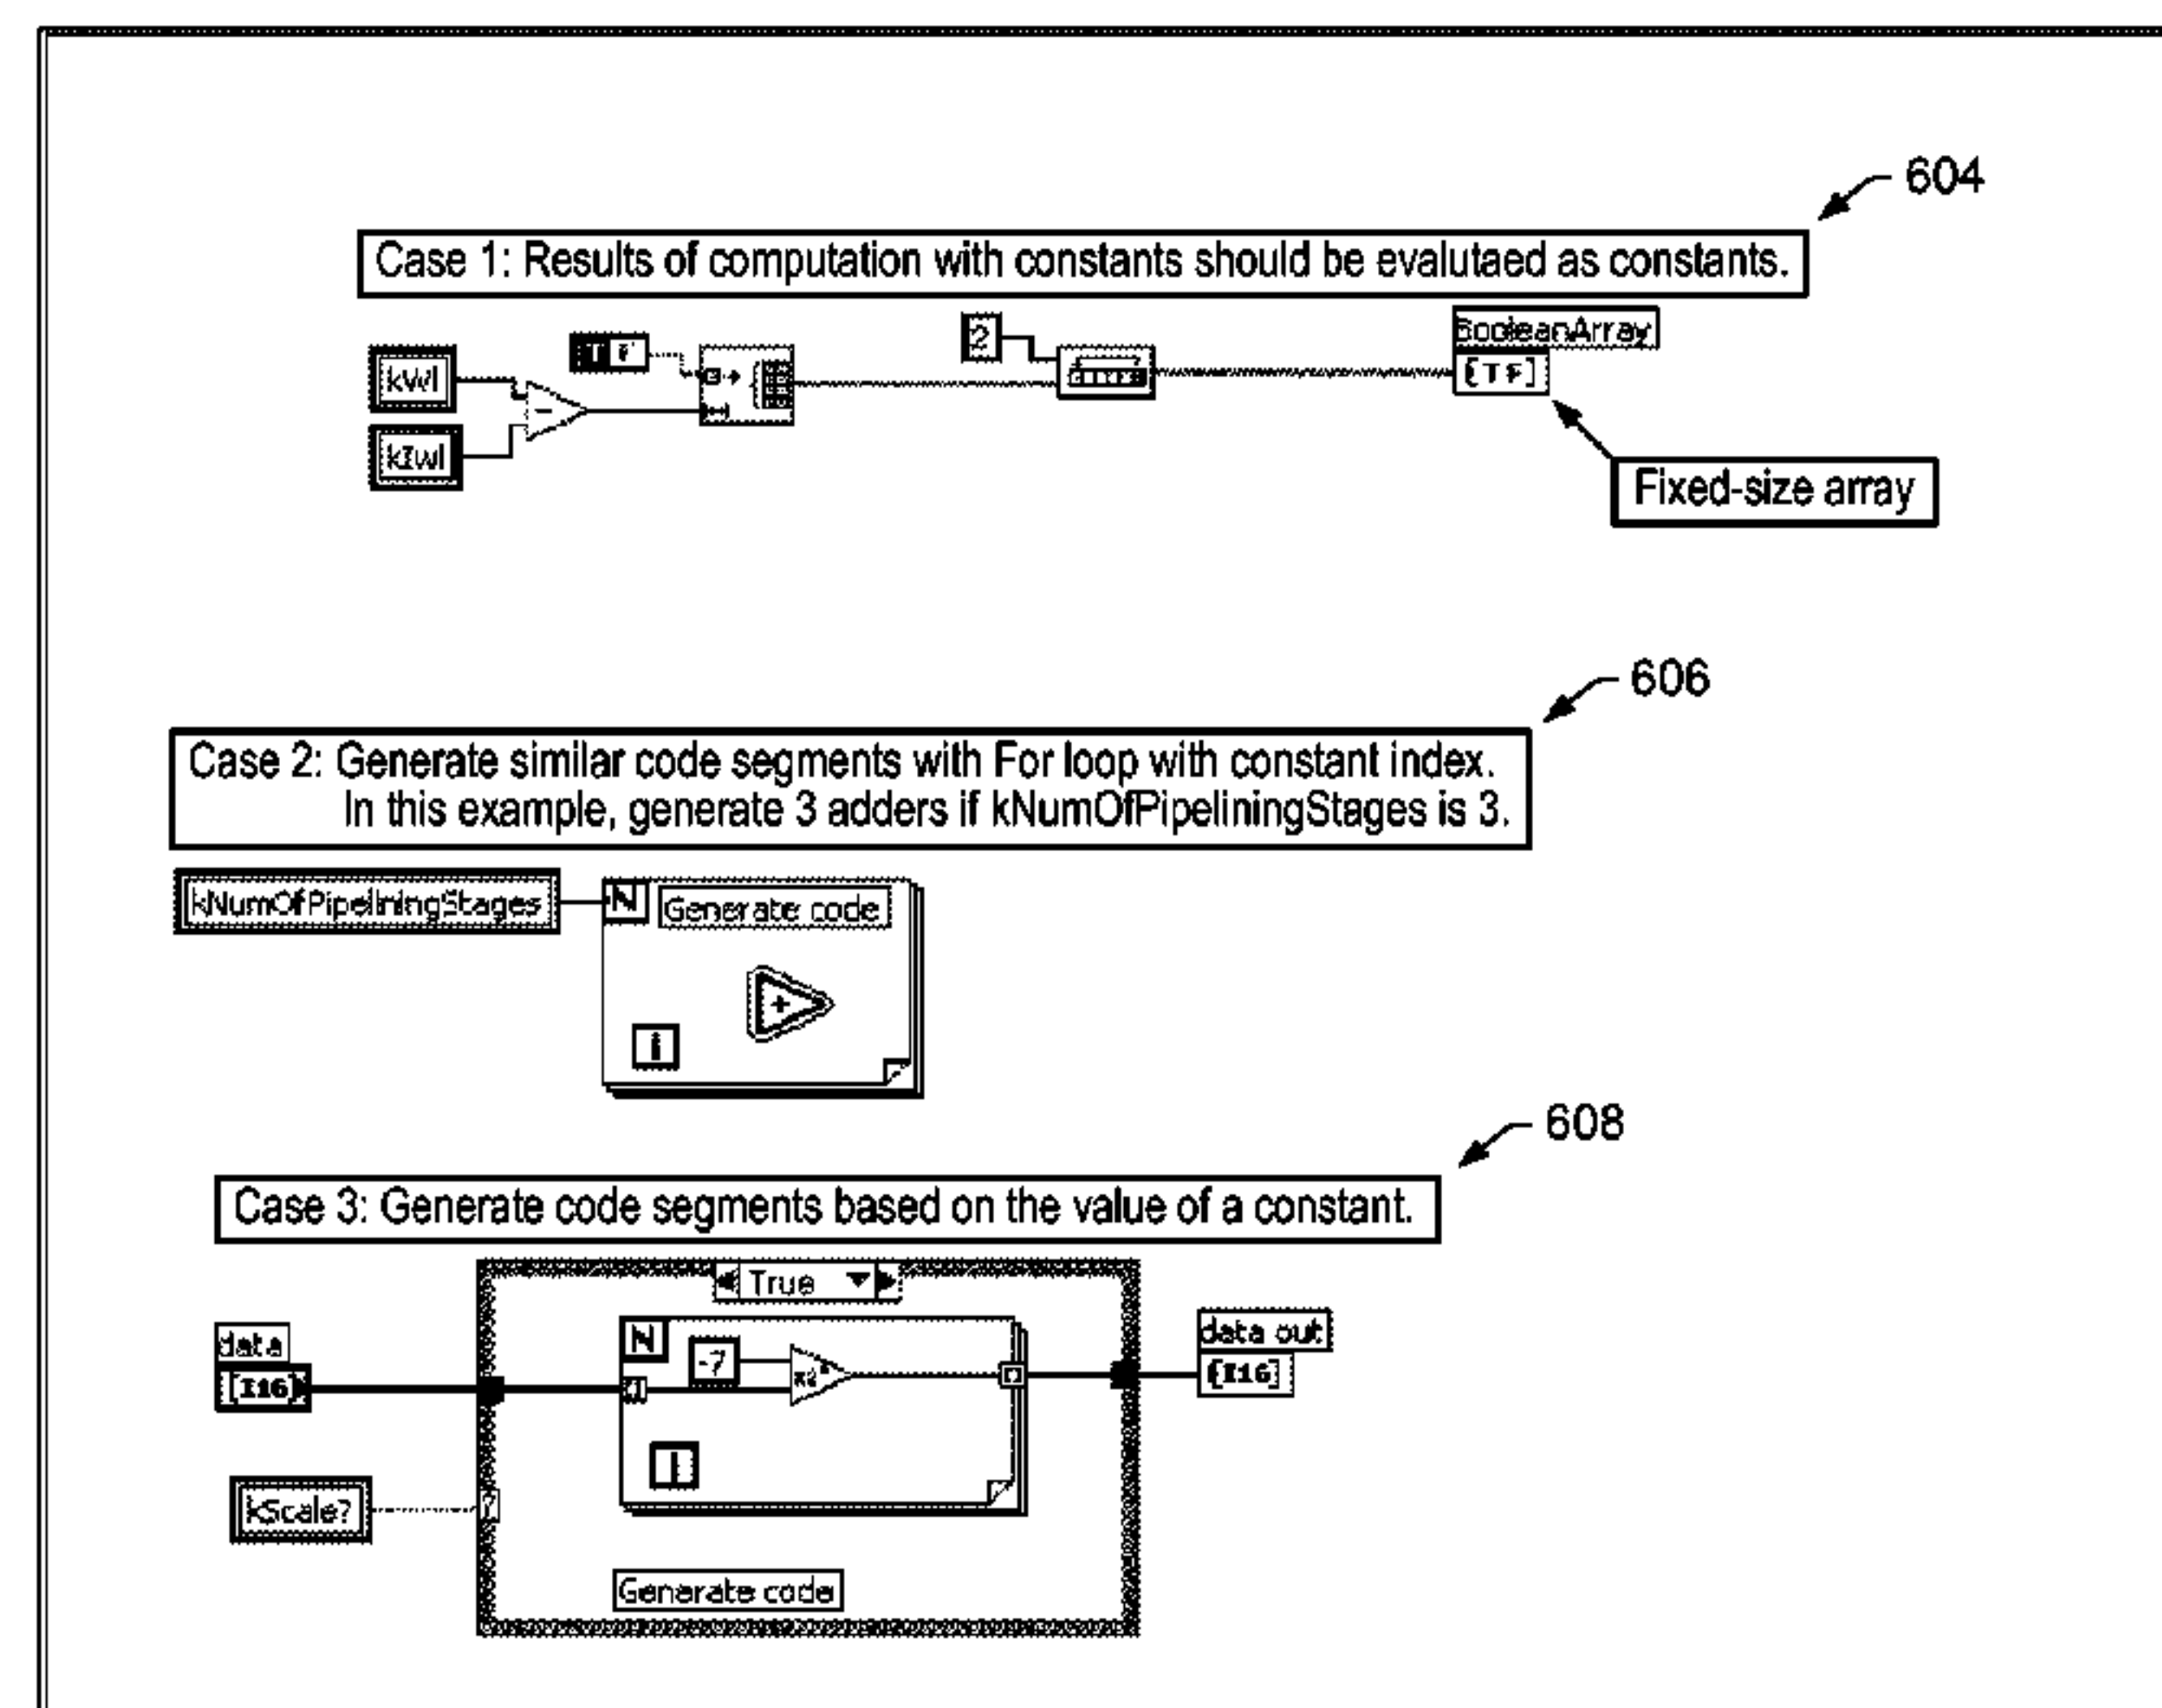 604
Case 1: Results of computation with constants should be evalutaed as constants.
kWl
kIwl
T F
2
BooleanArray
[TF]
Fixed-size array
606
Case 2: Generate similar code segments with For loop with constant index.
In this example, generate 3 adders if kNumOfPipeliningStages is 3.
kNumOfPipeliningStages
N
Generate code
+
i
608
Case 3: Generate code segments based on the value of a constant.
True
data
[I16]
N
-7
data out
[I16]
i
kScale?
?
Generate code